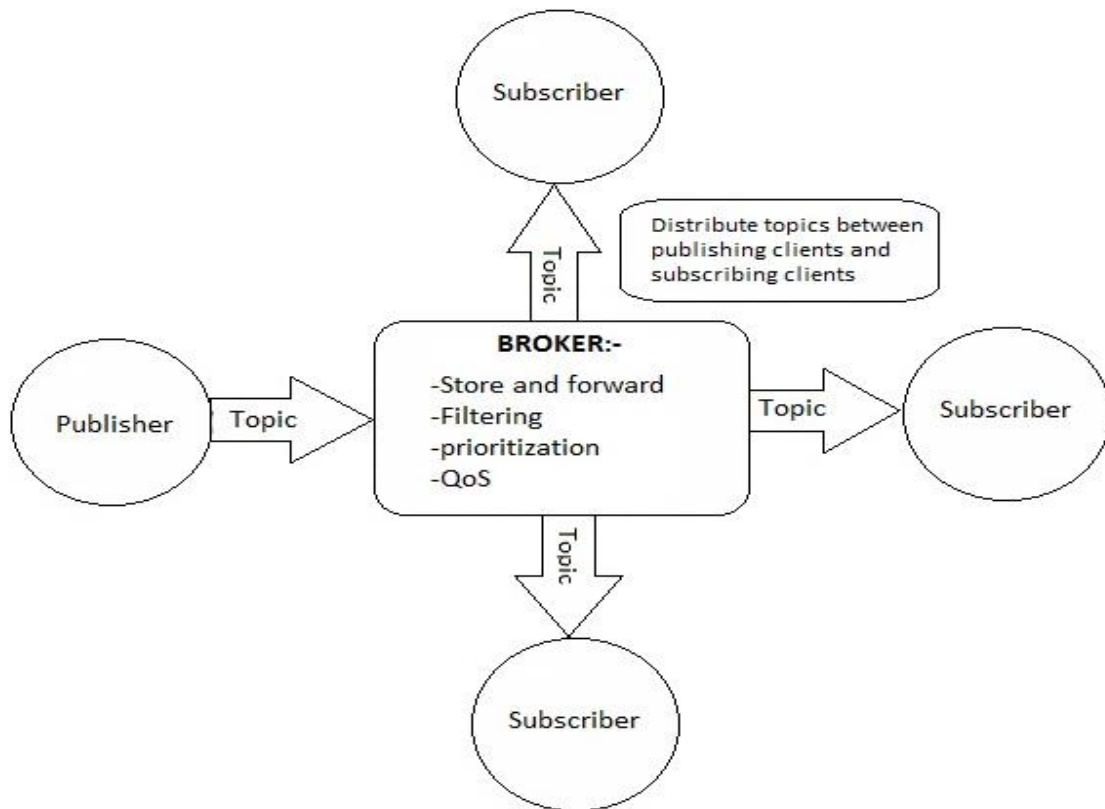 Subscriber
Topic
Distribute topics between
publishing clients and
subscribing clients
BROKER:-
-Store and forward
-Filtering
-prioritization
-QoS
Publisher
Topic
Topic
Subscriber
Topic
Subscriber